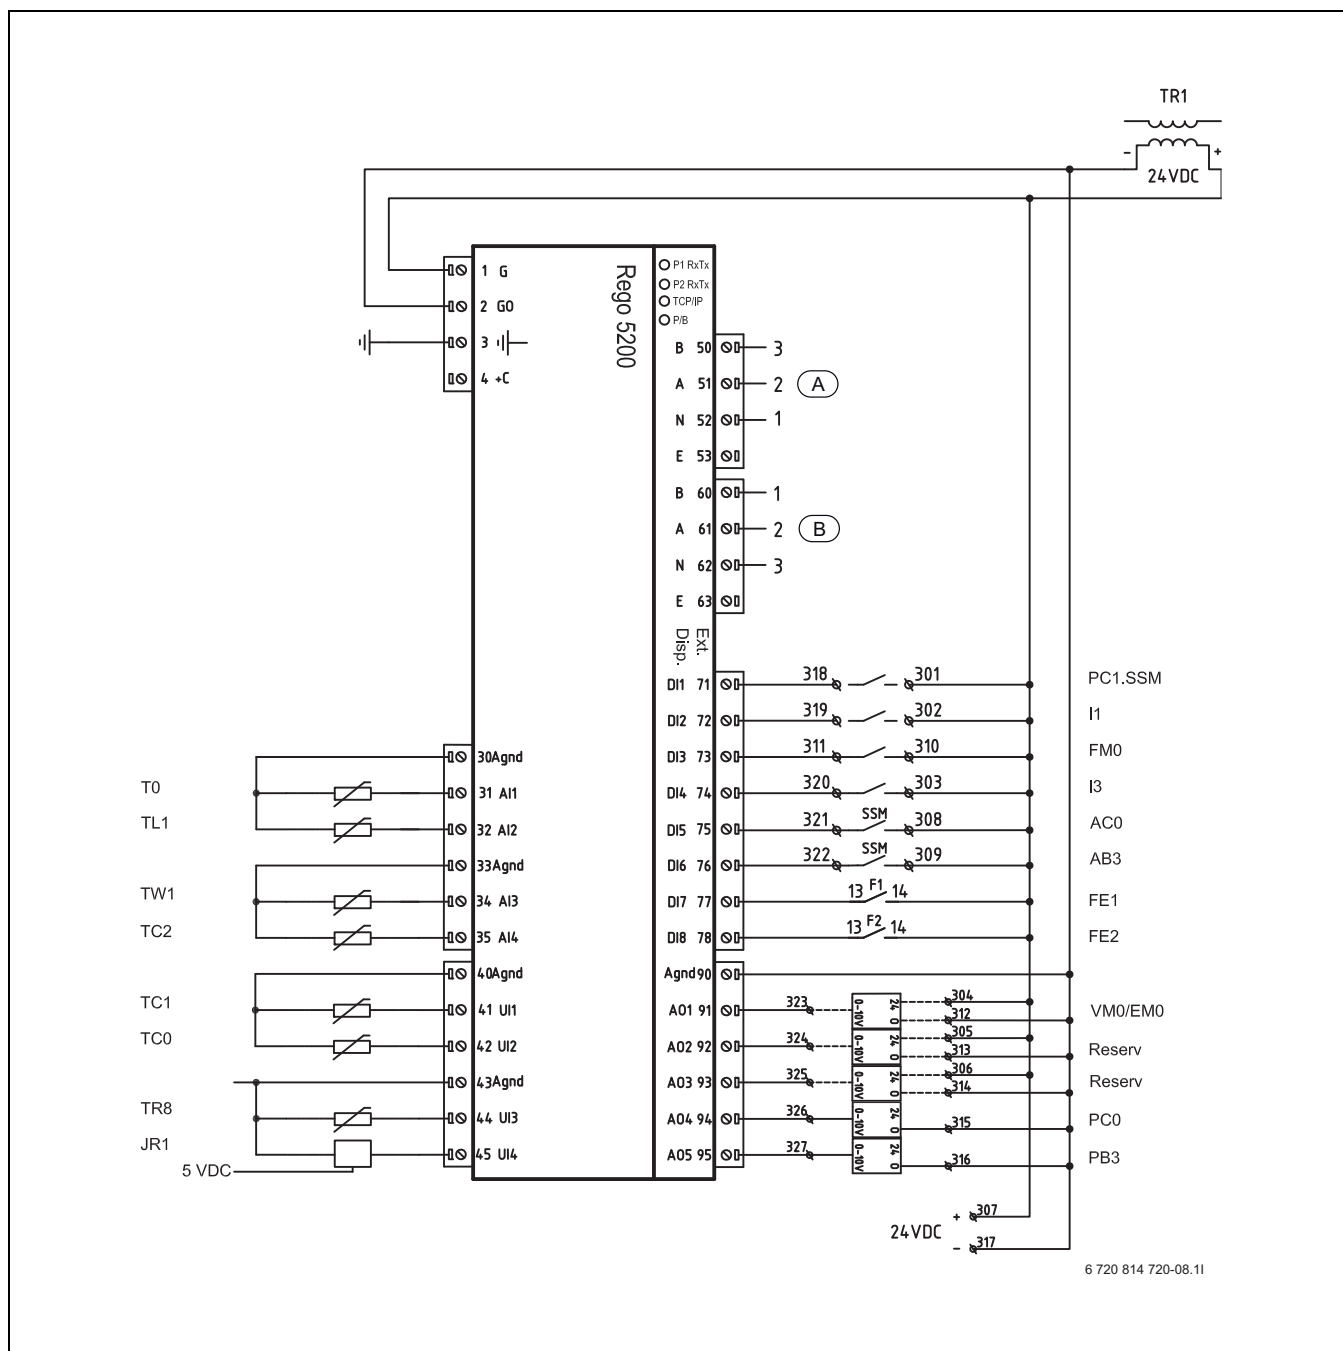 TR1
- +
24VDC
1 G
2 G0
3
4 +C
Rego 5200
P1 RxTx
P2 RxTx
TCP/IP
P/B
B 50 3
A 51 2 A
N 52 1
E 53
B 60 1
A 61 2 B
N 62 3
E 63
Ext.
Disp.
DI1 71 318 301 PC1.SSM
DI2 72 319 302 I1
30Agnd DI3 73 311 310 FM0
T0 31 AI1 DI4 74 320 303 I3
TL1 32 AI2 DI5 75 321 SSM 308 AC0
33Agnd DI6 76 322 SSM 309 AB3
TW1 34 AI3 DI7 77 13 F1 14 FE1
TC2 35 AI4 DI8 78 13 F2 14 FE2
40Agnd Agnd90
TC1 41 UI1 AO1 91 323 0-10V 24 0 304 312 VM0/EM0
TC0 42 UI2 AO2 92 324 0-10V 24 0 305 313 Reserv
43Agnd AO3 93 325 0-10V 24 0 306 314 Reserv
TR8 44 UI3 AO4 94 326 0-10V 24 0 315 PC0
JR1 45 UI4 AO5 95 327 0-10V 24 0 316 PB3
5 VDC
+ 307
24VDC
- 317
6 720 814 720-08.1I